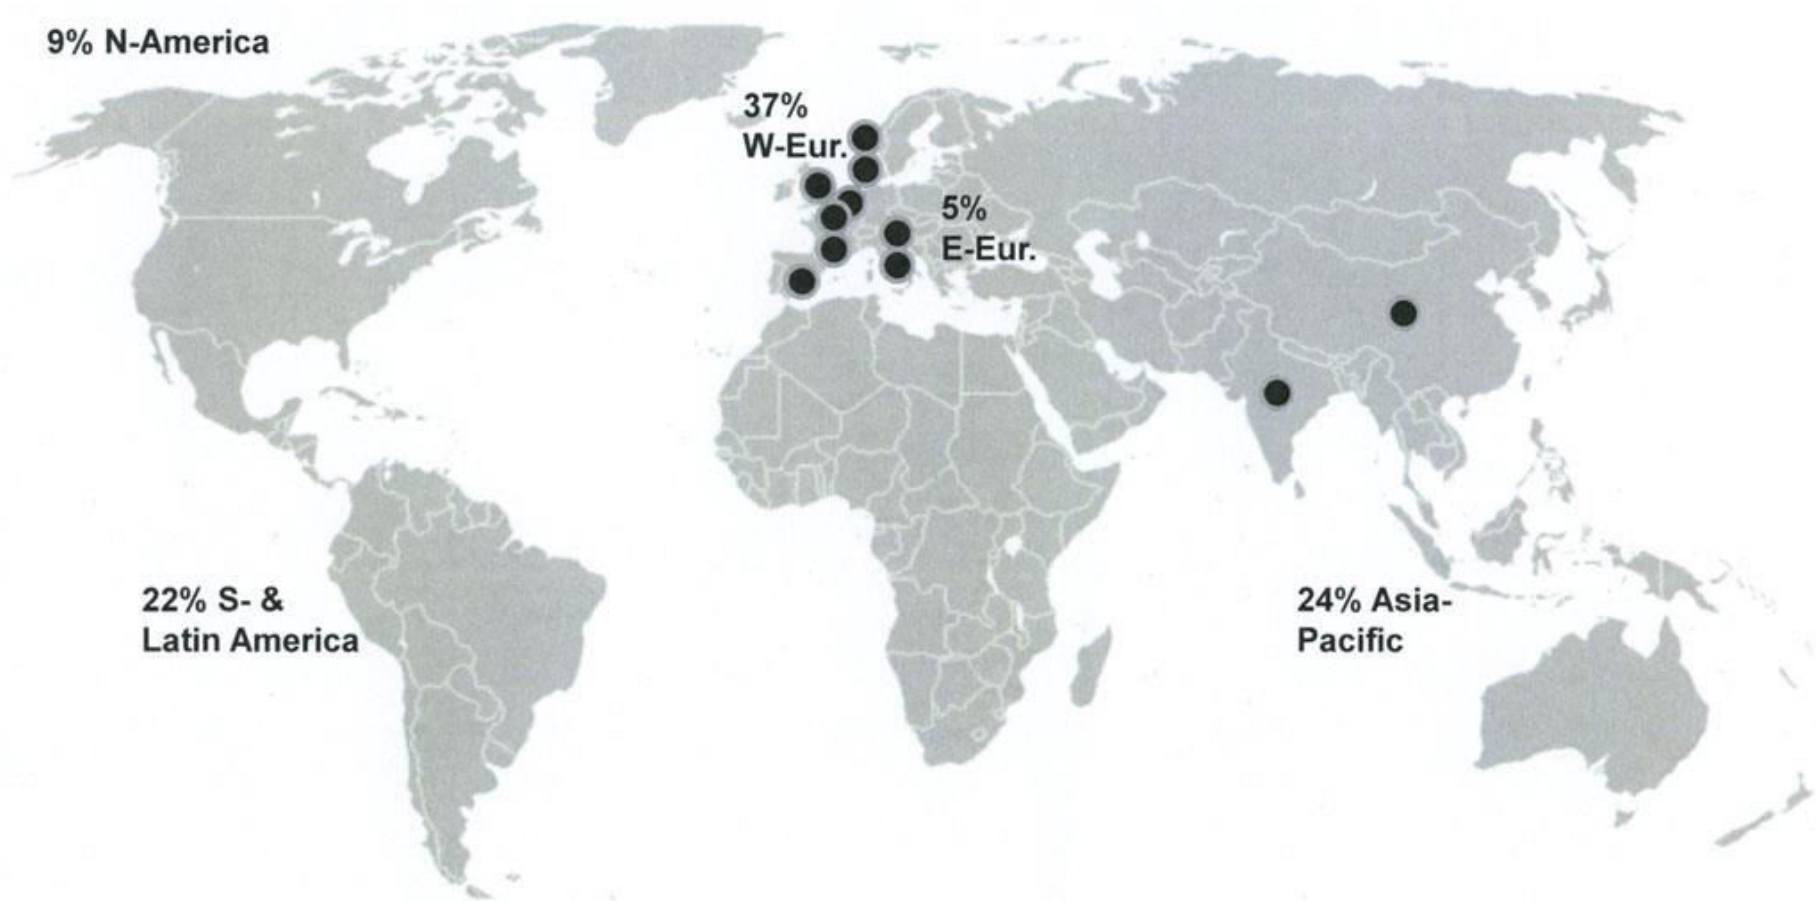 9% N-America
37%
W-Eur.
5%
E-Eur.
22% S- &
Latin America
24% Asia-
Pacific